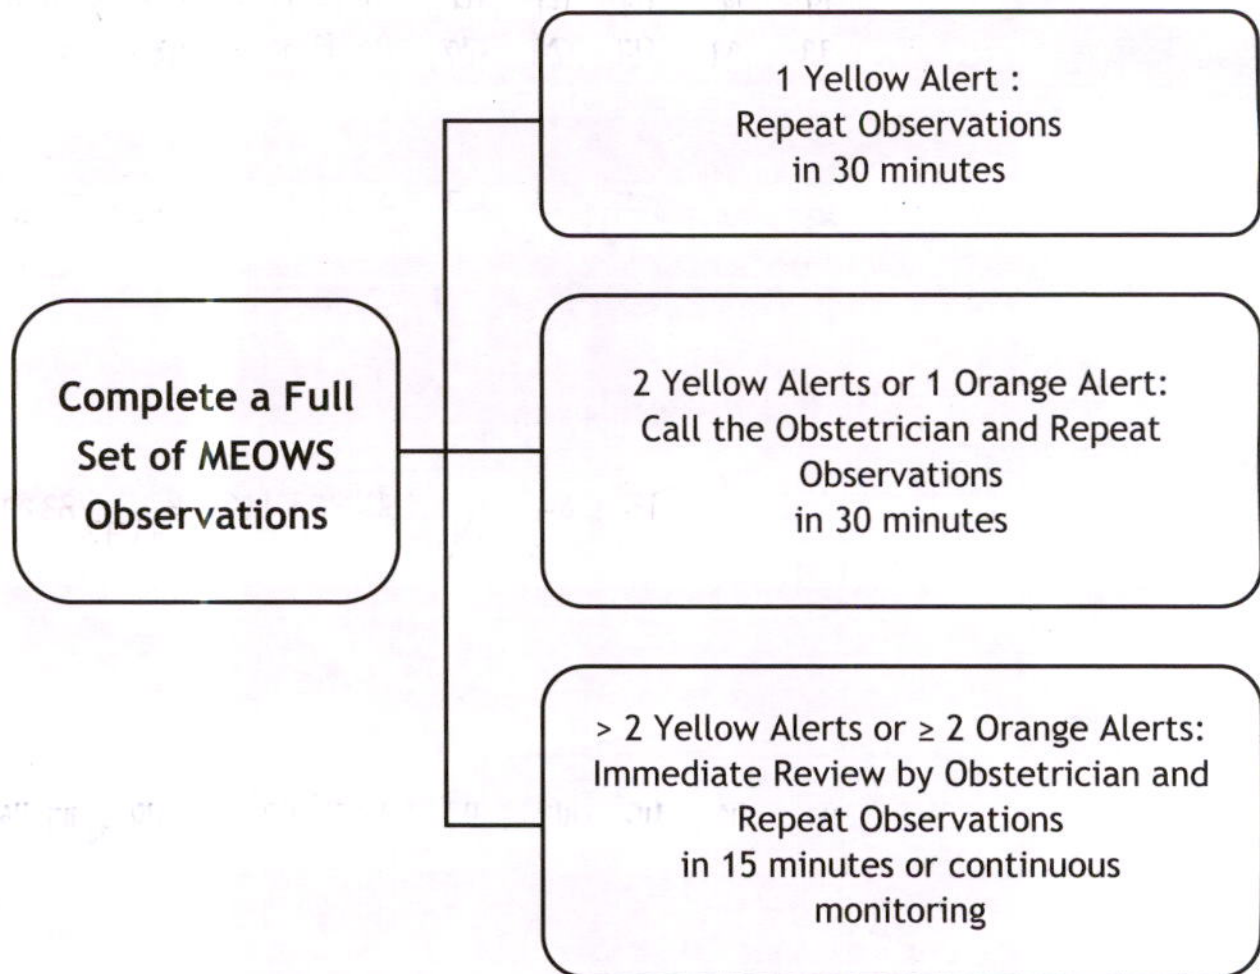 1 Yellow Alert :
Repeat Observations
in 30 minutes
Complete a Full
Set of MEOWS
Observations
2 Yellow Alerts or 1 Orange Alert:
Call the Obstetrician and Repeat
Observations
in 30 minutes
> 2 Yellow Alerts or ≥ 2 Orange Alerts:
Immediate Review by Obstetrician and
Repeat Observations
in 15 minutes or continuous
monitoring